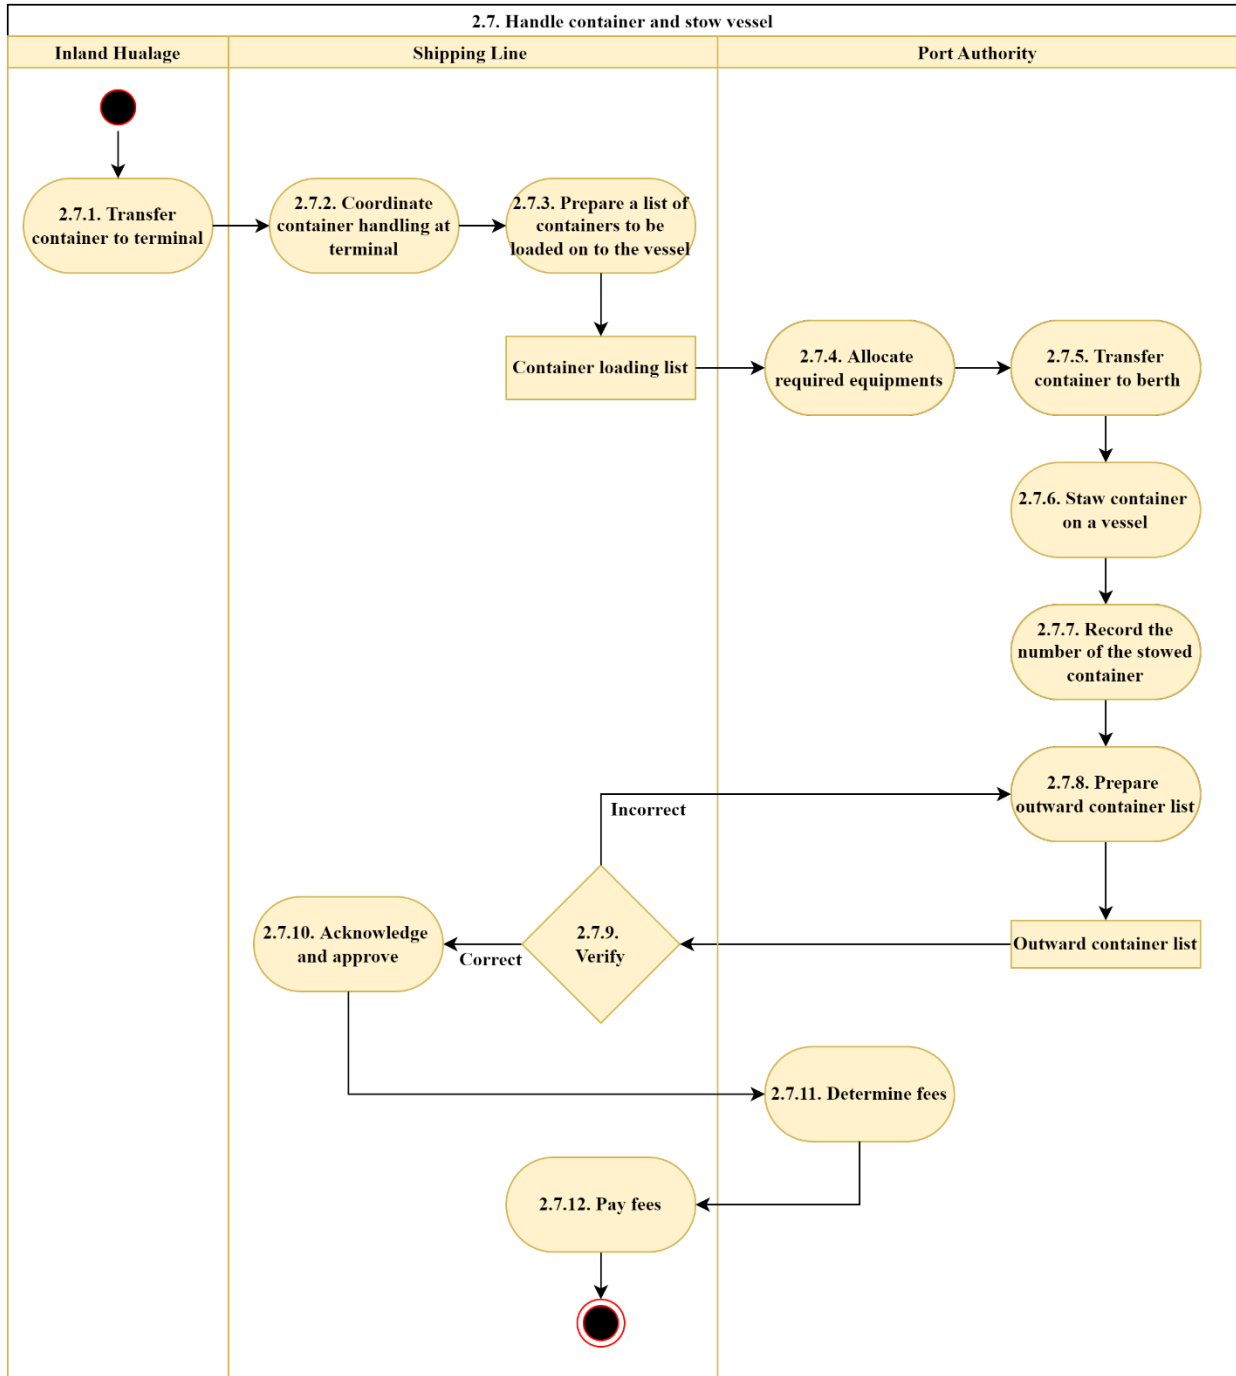 2.7. Handle container and stow vessel
Inland Hualage
Shipping Line
Port Authority
2.7.1. Transfer
container to terminal
2.7.2. Coordinate
container handling at
terminal
2.7.3. Prepare a list of
containers to be
loaded on to the vessel
Container loading list
2.7.4. Allocate
required equipments
2.7.5. Transfer
container to berth
2.7.6. Staw container
on a vessel
2.7.7. Record the
number of the stowed
container
2.7.8. Prepare
outward container list
Incorrect
Outward container list
2.7.9.
Verify
Correct
2.7.10. Acknowledge
and approve
2.7.11. Determine fees
2.7.12. Pay fees